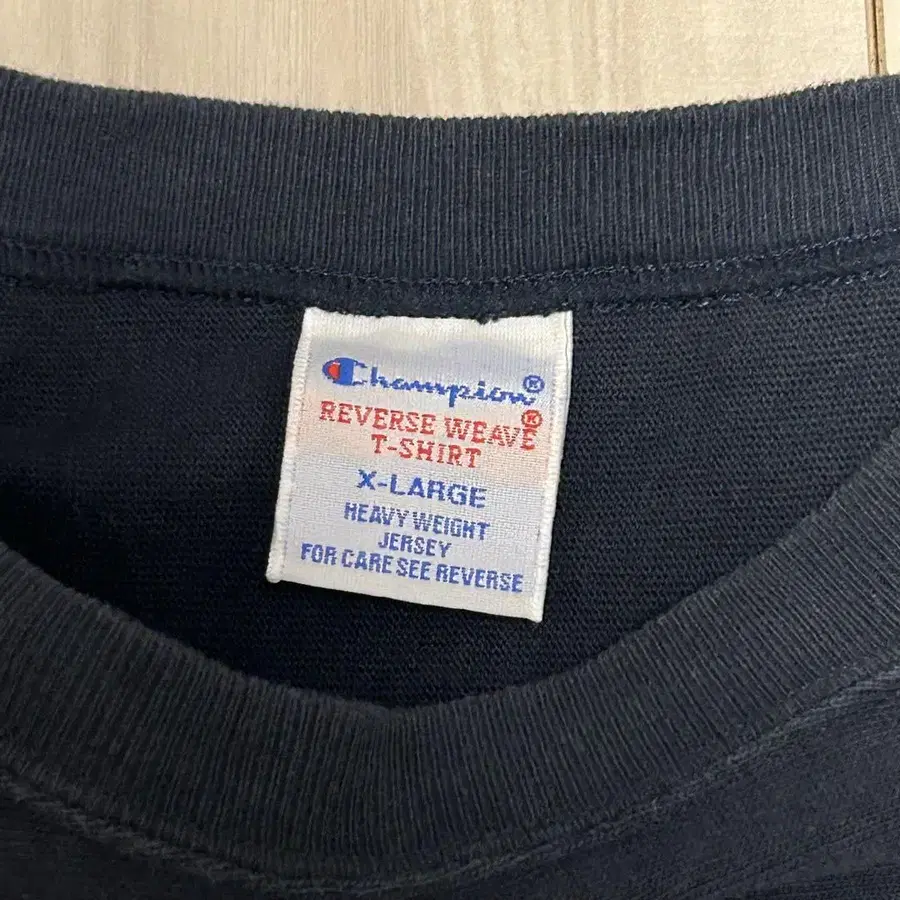 Champion®
REVERSE WEAVE®
T-SHIRT
X-LARGE
HEAVY WEIGHT
JERSEY
FOR CARE SEE REVERSE